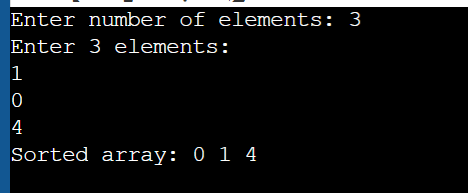 Enter number of elements: 3
Enter 3 elements:
1
0
4
Sorted array: 0 1 4